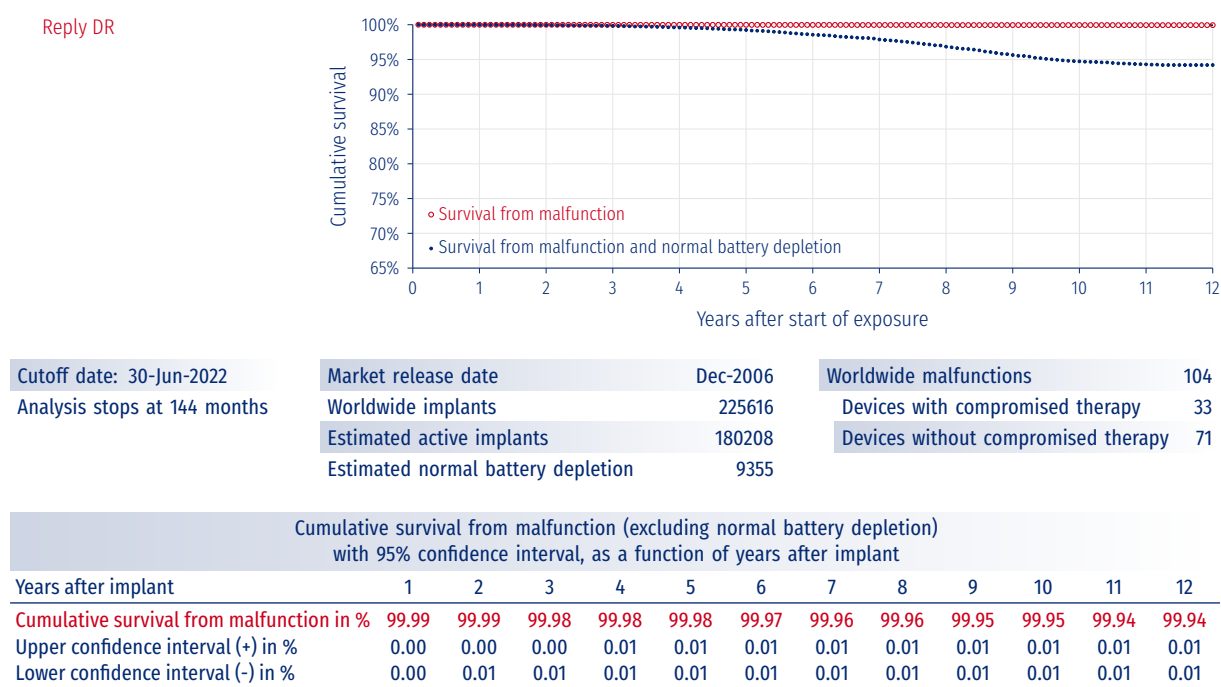 Reply DR
100%
95%
90%
85%
80%
75%
70%
65%
Cumulative survival
Survival from malfunction
Survival from malfunction and normal battery depletion
0 1 2 3 4 5 6 7 8 9 10 11 12
Years after start of exposure
Cutoff date: 30-Jun-2022
Analysis stops at 144 months
Market release date Dec-2006
Worldwide implants 225616
Estimated active implants 180208
Estimated normal battery depletion 9355
Worldwide malfunctions 104
Devices with compromised therapy 33
Devices without compromised therapy 71
Cumulative survival from malfunction (excluding normal battery depletion)
with 95% confidence interval, as a function of years after implant
Years after implant 1 2 3 4 5 6 7 8 9 10 11 12
Cumulative survival from malfunction in % 99.99 99.99 99.98 99.98 99.98 99.97 99.96 99.96 99.95 99.95 99.94 99.94
Upper confidence interval (+) in % 0.00 0.00 0.00 0.01 0.01 0.01 0.01 0.01 0.01 0.01 0.01 0.01
Lower confidence interval (-) in % 0.00 0.01 0.01 0.01 0.01 0.01 0.01 0.01 0.01 0.01 0.01 0.01